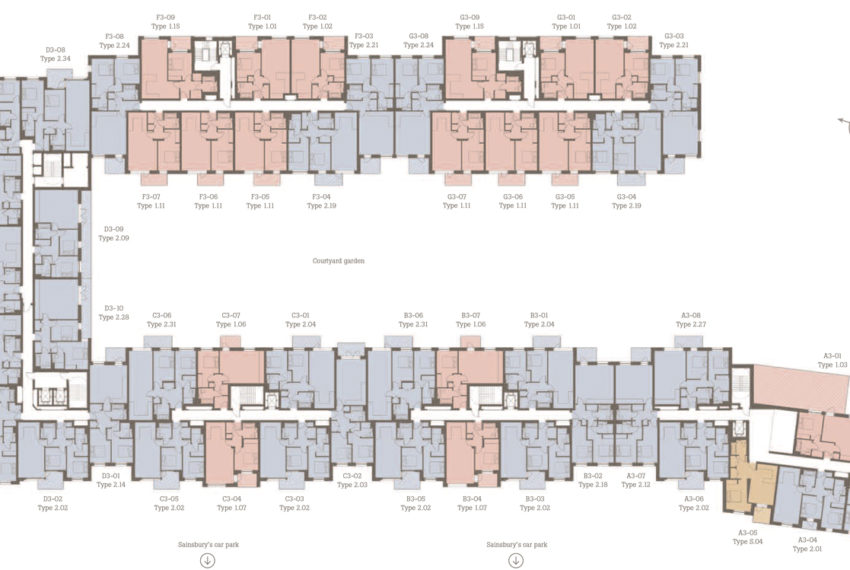 F3-09
Type 1.15
F3-01
Type 1.01
F3-02
Type 1.02
G3-09
Type 1.15
G3-01
Type 1.01
G3-02
Type 1.02
F3-08
Type 2.24
F3-03
Type 2.21
G3-08
Type 2.24
G3-03
Type 2.21
D3-08
Type 2.34
F3-07
Type 1.11
F3-06
Type 1.11
F3-05
Type 1.11
F3-04
Type 2.19
G3-07
Type 1.11
G3-06
Type 1.11
G3-05
Type 1.11
G3-04
Type 2.19
D3-09
Type 2.09
Courtyard garden
D3-10
Type 2.28
C3-06
Type 2.31
C3-07
Type 1.06
C3-01
Type 2.04
B3-06
Type 2.31
B3-07
Type 1.06
B3-01
Type 2.04
A3-08
Type 2.27
A3-01
Type 1.03
D3-02
Type 2.02
D3-01
Type 2.14
C3-05
Type 2.02
C3-04
Type 1.07
C3-03
Type 2.02
C3-02
Type 2.03
B3-05
Type 2.02
B3-04
Type 1.07
B3-03
Type 2.02
B3-02
Type 2.18
A3-07
Type 2.12
A3-06
Type 2.02
A3-05
Type S.04
A3-04
Type 2.01
Sainsbury's car park
Sainsbury's car park